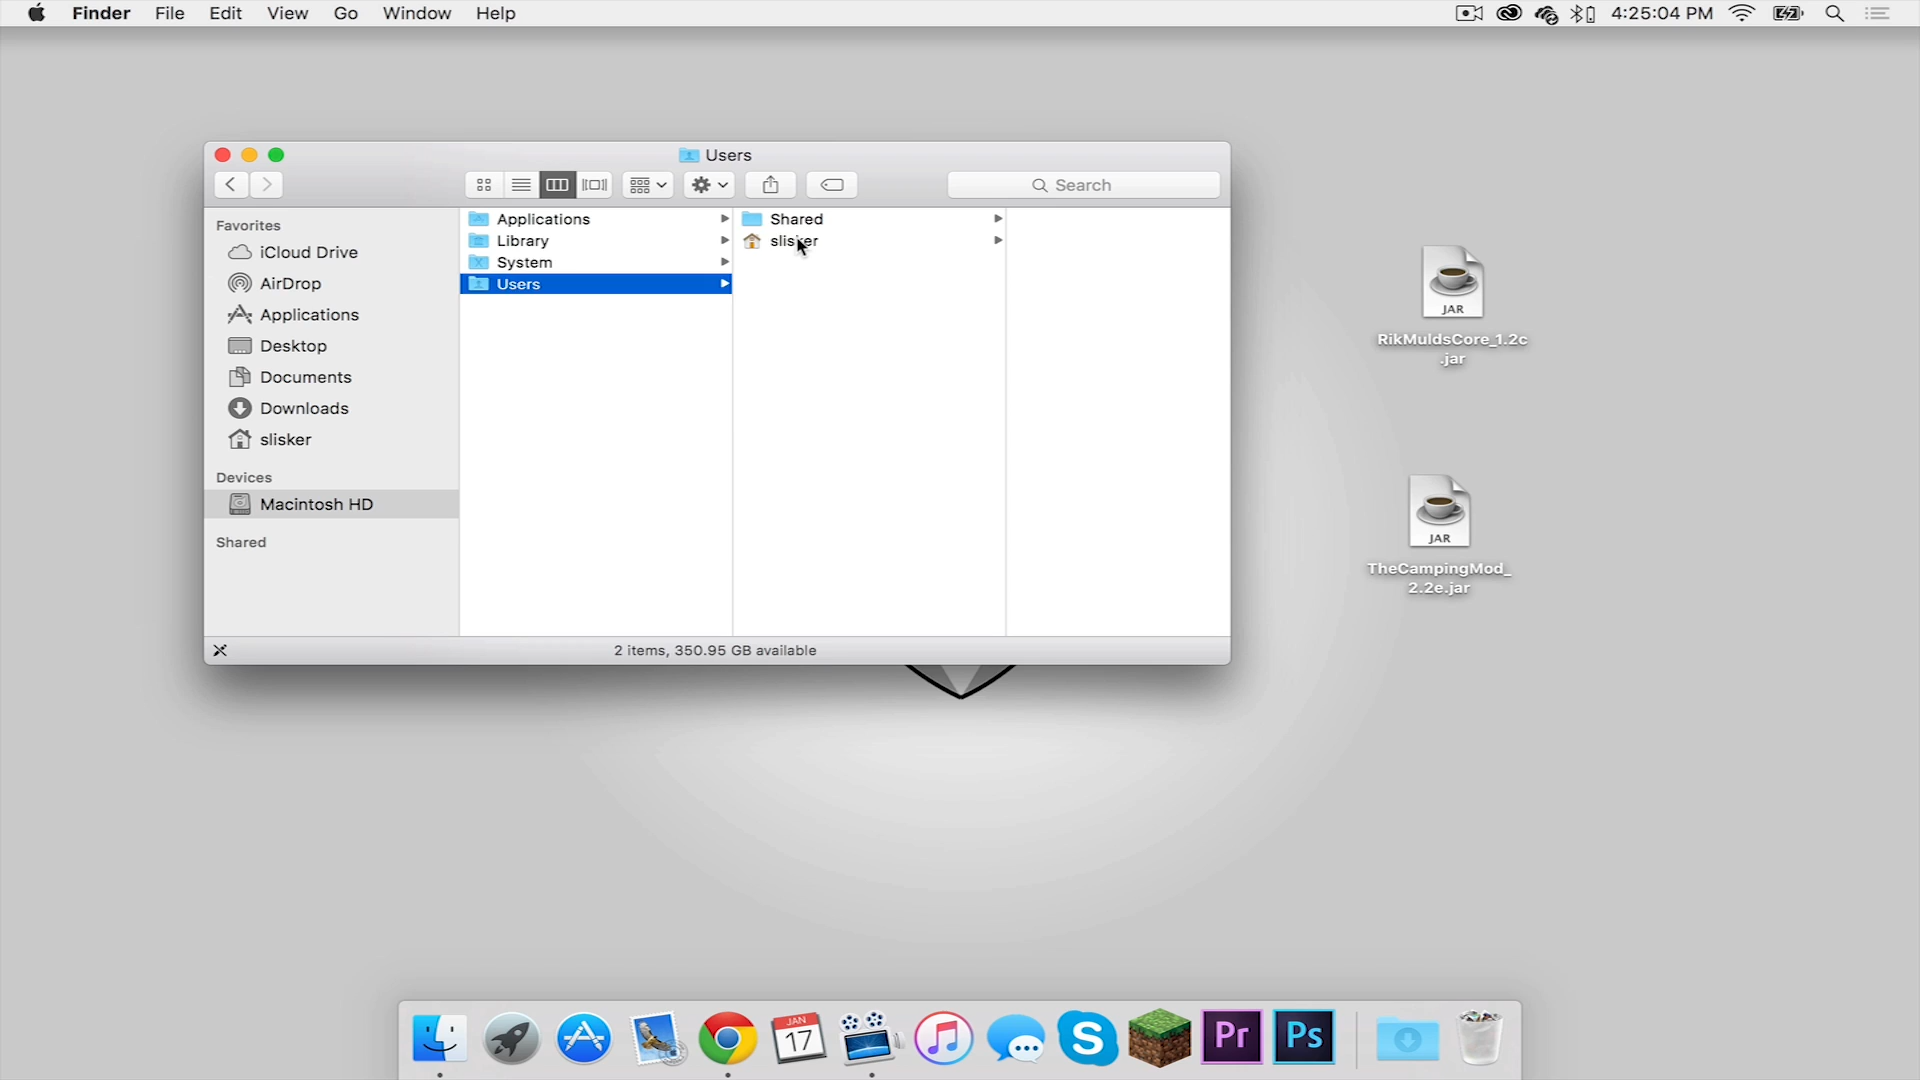 Finder File Edit View Go Window Help 4:25:04 PM
Users
Search
Favorites
iCloud Drive
AirDrop
Applications
Desktop
Documents
Downloads
slisker
Devices
Macintosh HD
Shared
Applications
Library
System
Users
Shared
slisker
2 items, 350.95 GB available
JAR
RikMuldsCore_1.2c
.jar
JAR
TheCampingMod_
2.2e.jar
JAN
17
S
Pr
Ps